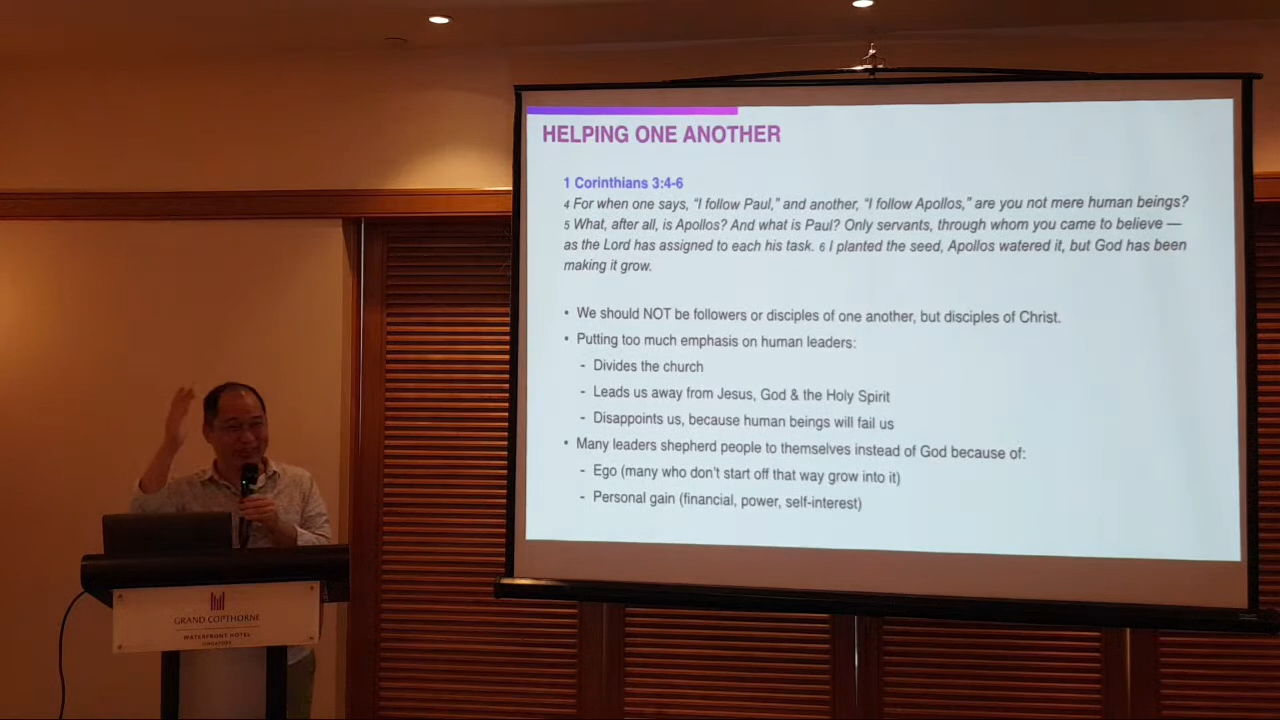 HELPING ONE ANOTHER
1 Corinthians 3:4-6
4 For when one says, “I follow Paul,” and another, “I follow Apollos,” are you not mere human beings?
5 What, after all, is Apollos? And what is Paul? Only servants, through whom you came to believe —
as the Lord has assigned to each his task. 6 I planted the seed, Apollos watered it, but God has been
making it grow.
• We should NOT be followers or disciples of one another, but disciples of Christ.
• Putting too much emphasis on human leaders:
- Divides the church
- Leads us away from Jesus, God & the Holy Spirit
- Disappoints us, because human beings will fail us
• Many leaders shepherd people to themselves instead of God because of:
- Ego (many who don't start off that way grow into it)
- Personal gain (financial, power, self-interest)
GRAND COPTHORNE
WATERFRONT HOTEL
SINGAPORE